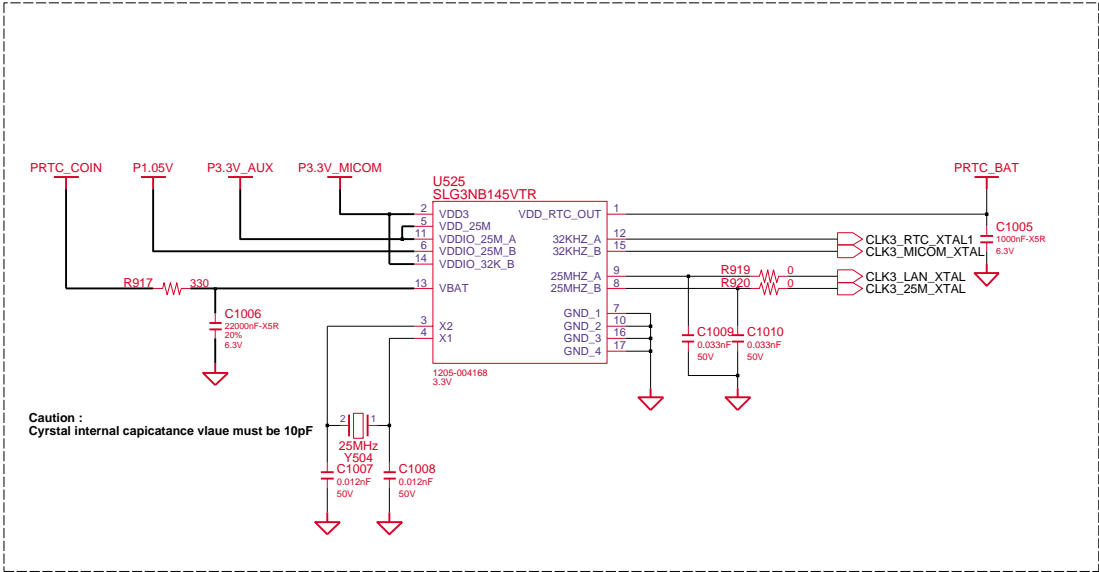 PRTC_COIN
P1.05V
P3.3V_AUX
P3.3V_MICOM
PRTC_BAT
U525
SLG3NB145VTR
2 VDD3
5 VDD_25M
11 VDDIO_25M_A
6 VDDIO_25M_B
14 VDDIO_32K_B
13 VBAT
3 X2
4 X1
VDD_RTC_OUT 1
32KHZ_A 12
32KHZ_B 15
25MHZ_A 9
25MHZ_B 8
GND_1 7
GND_2 10
GND_3 16
GND_4 17
1205-004168
3.3V
CLK3_RTC_XTAL1
CLK3_MICOM_XTAL
R919 0 CLK3_LAN_XTAL
R920 0 CLK3_25M_XTAL
C1005
1000nF-X5R
6.3V
R917 330
C1006
22000nF-X5R
20%
6.3V
C1009
0.033nF
50V
C1010
0.033nF
50V
Caution :
Cyrstal internal capicatance vlaue must be 10pF
2 1
25MHz
Y504
C1007
0.012nF
50V
C1008
0.012nF
50V